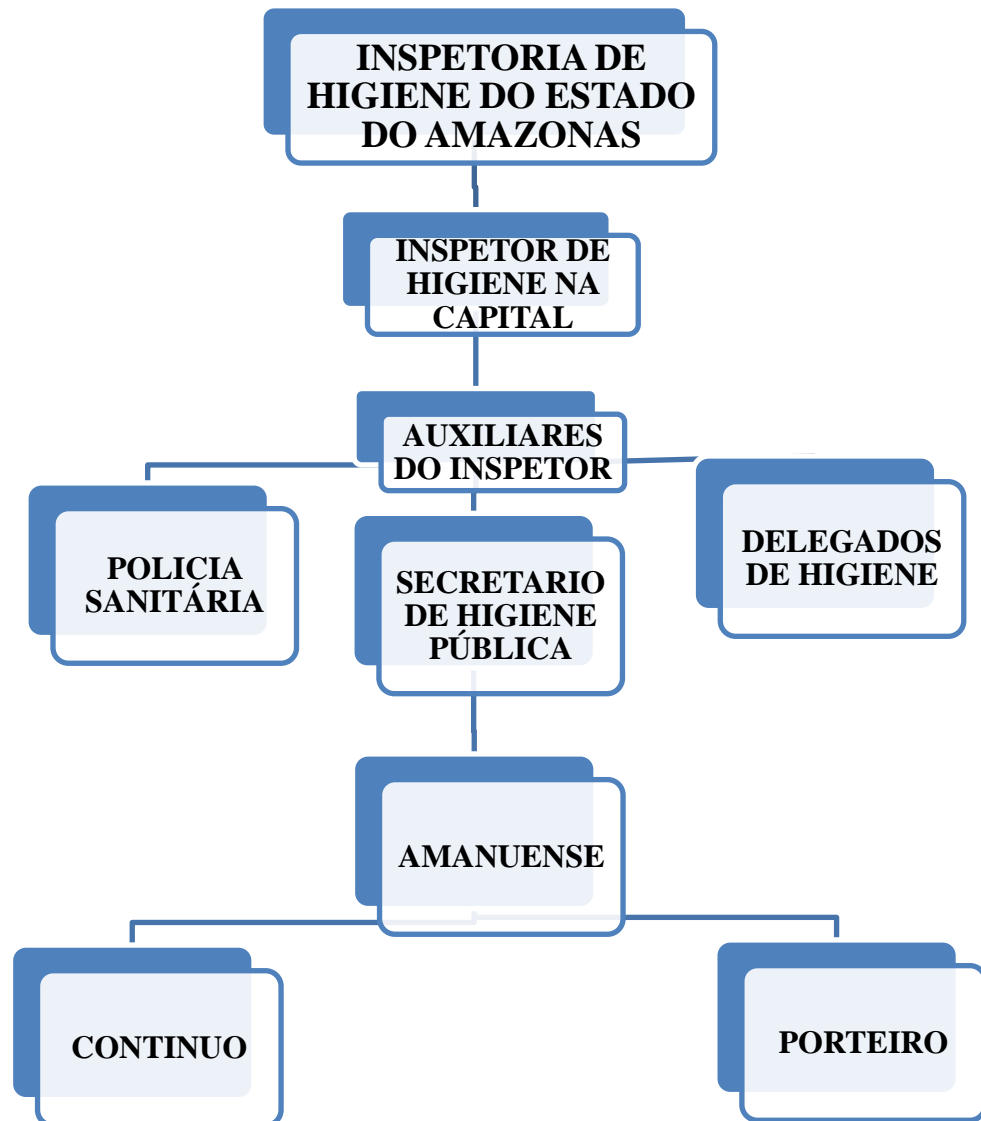 INSPETORIA DE
HIGIENE DO ESTADO
DO AMAZONAS
INSPETOR DE
HIGIENE NA
CAPITAL
AUXILIARES
DO INSPETOR
POLICIA
SANITÁRIA
SECRETARIO
DE HIGIENE
PÚBLICA
DELEGADOS
DE HIGIENE
AMANUENSE
CONTINUO
PORTEIRO